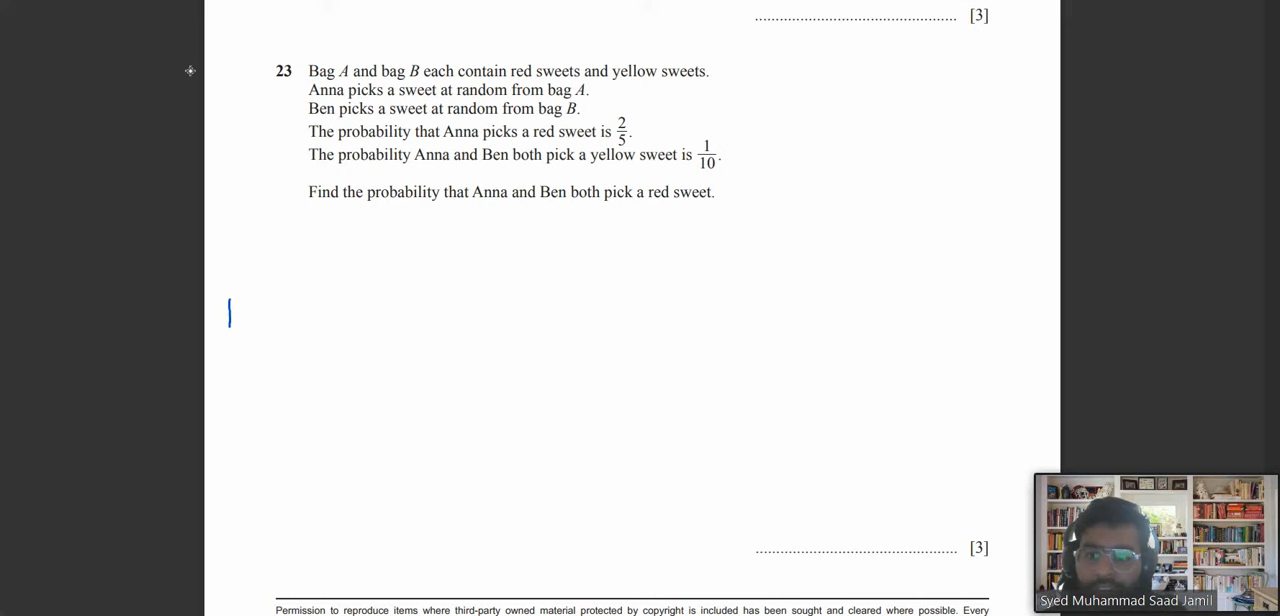 ................................................. [3]
23 Bag A and bag B each contain red sweets and yellow sweets.
Anna picks a sweet at random from bag A.
Ben picks a sweet at random from bag B.
The probability that Anna picks a red sweet is 2/5.
The probability Anna and Ben both pick a yellow sweet is 1/10.
Find the probability that Anna and Ben both pick a red sweet.
................................................. [3]
Permission to reproduce items where third-party owned material protected by copyright is included has been sought and cleared where possible. Every
Syed Muhammad Saad Jamil